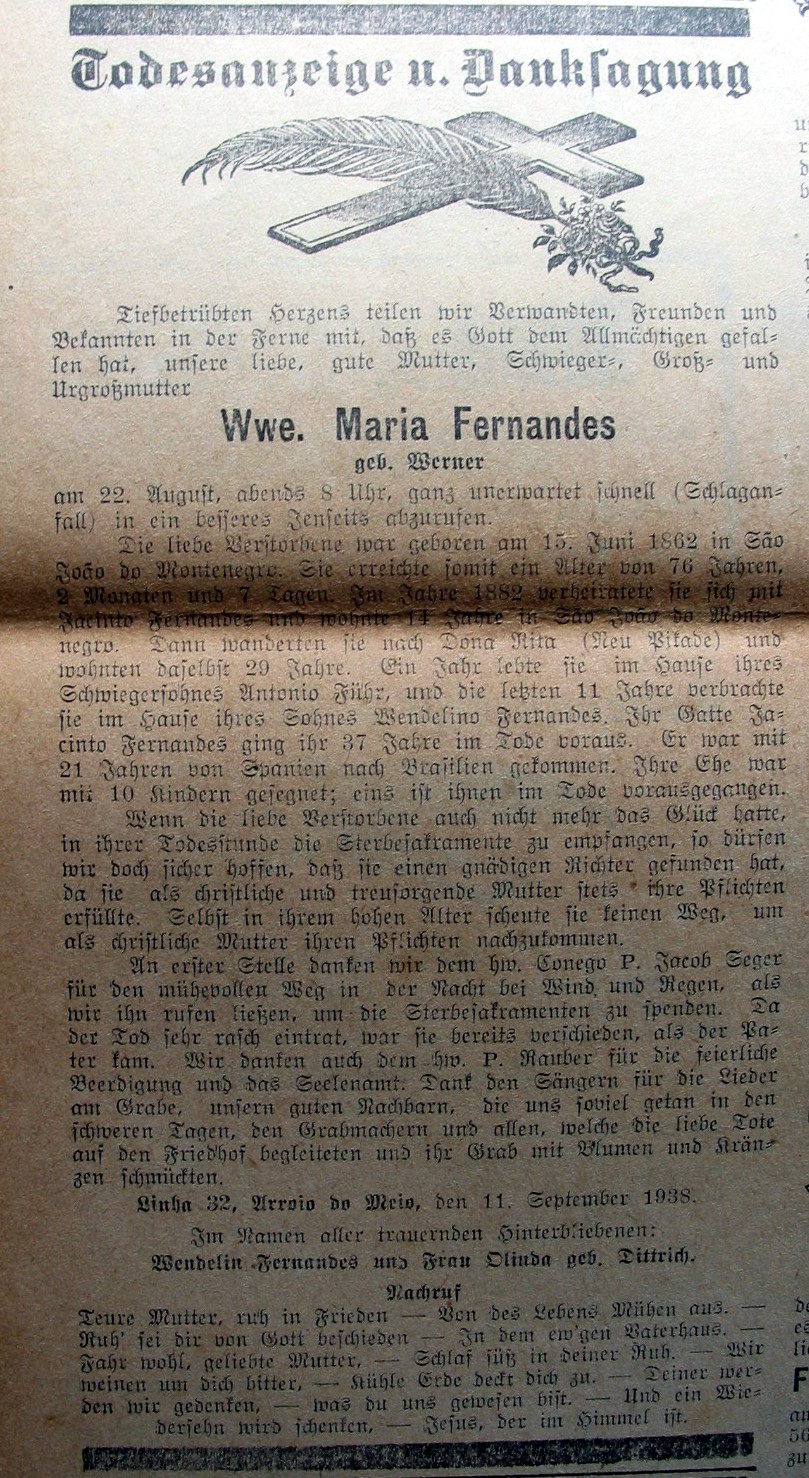 Todesanzeige u. Danksagung
Tiefbetrübten Herzens teilen wir Verwandten, Freunden und
Bekannten in der Ferne mit, daß es Gott dem Allmächtigen gefal-
len hat, unsere liebe, gute Mutter, Schwieger-, Groß- und
Urgroßmutter
Wwe. Maria Fernandes
geb. Werner
am 22. August, abends 8 Uhr, ganz unerwartet schnell (Schlagan-
fall) in ein besseres Jenseits abzurufen.
Die liebe Verstorbene war geboren am 15. Juni 1862 in São
João do Montenegro. Sie erreichte somit ein Alter von 76 Jahren,
2 Monaten und 7 Tagen. Im Jahre 1882 verheiratete sie sich mit
Jacinto Fernandes und wohnte 14 Jahre in São João do Monte-
negro. Dann wanderten sie nach Dona Rita (Neu Pikade) und
wohnten daselbst 29 Jahre. Ein Jahr lebte sie im Hause ihres
Schwiegersohnes Antonio Führ, und die letzten 11 Jahre verbrachte
sie im Hause ihres Sohnes Wendelino Fernandes. Ihr Gatte Ja-
cinto Fernandes ging ihr 37 Jahre im Tode voraus. Er war mit
21 Jahren von Spanien nach Brasilien gekommen. Ihre Ehe war
mit 10 Kindern gesegnet; eins ist ihnen im Tode vorausgegangen.
Wenn die liebe Verstorbene auch nicht mehr das Glück hatte,
in ihrer Todesstunde die Sterbesakramente zu empfangen, so dürfen
wir doch sicher hoffen, daß sie einen gnädigen Richter gefunden hat,
da sie als christliche und treusorgende Mutter stets ihre Pflichten
erfüllte. Selbst in ihrem hohen Alter scheute sie keinen Weg, um
als christliche Mutter ihren Pflichten nachzukommen.
An erster Stelle danken wir dem hw. Conego P. Jacob Seger
für den mühevollen Weg in der Nacht bei Wind und Regen, als
wir ihn rufen ließen, um die Sterbesakramenten zu spenden. Da
der Tod sehr rasch eintrat, war sie bereits verschieden, als der Pa-
ter kam. Wir danken auch dem hw. P. Rauber für die feierliche
Beerdigung und das Seelenamt. Dank den Sängern für die Lieder
am Grabe, unsern guten Nachbarn, die uns soviel getan in den
schweren Tagen, den Grabmachern und allen, welche die liebe Tote
auf den Friedhof begleiteten und ihr Grab mit Blumen und Krän-
zen schmückten.
Linha 32, Arroio do Meio, den 11. September 1938.
Im Namen aller trauernden Hinterbliebenen:
Wendelin Fernandes und Frau Olinda geb. Dittrich.
Nachruf
Teure Mutter, ruh in Frieden — Von des Lebens Mühen aus. —
Ruh' sei dir von Gott beschieden — In dem ew'gen Vaterhaus. —
Fahr wohl, geliebte Mutter, — Schlaf süß in deiner Ruh. — Wir
weinen um dich bitter, — Kühle Erde deckt dich zu. — Deiner wer-
den wir gedenken, — was du uns gewesen bist. — Und ein Wie-
dersehn wird schenken, — Jesus, der im Himmel ist.